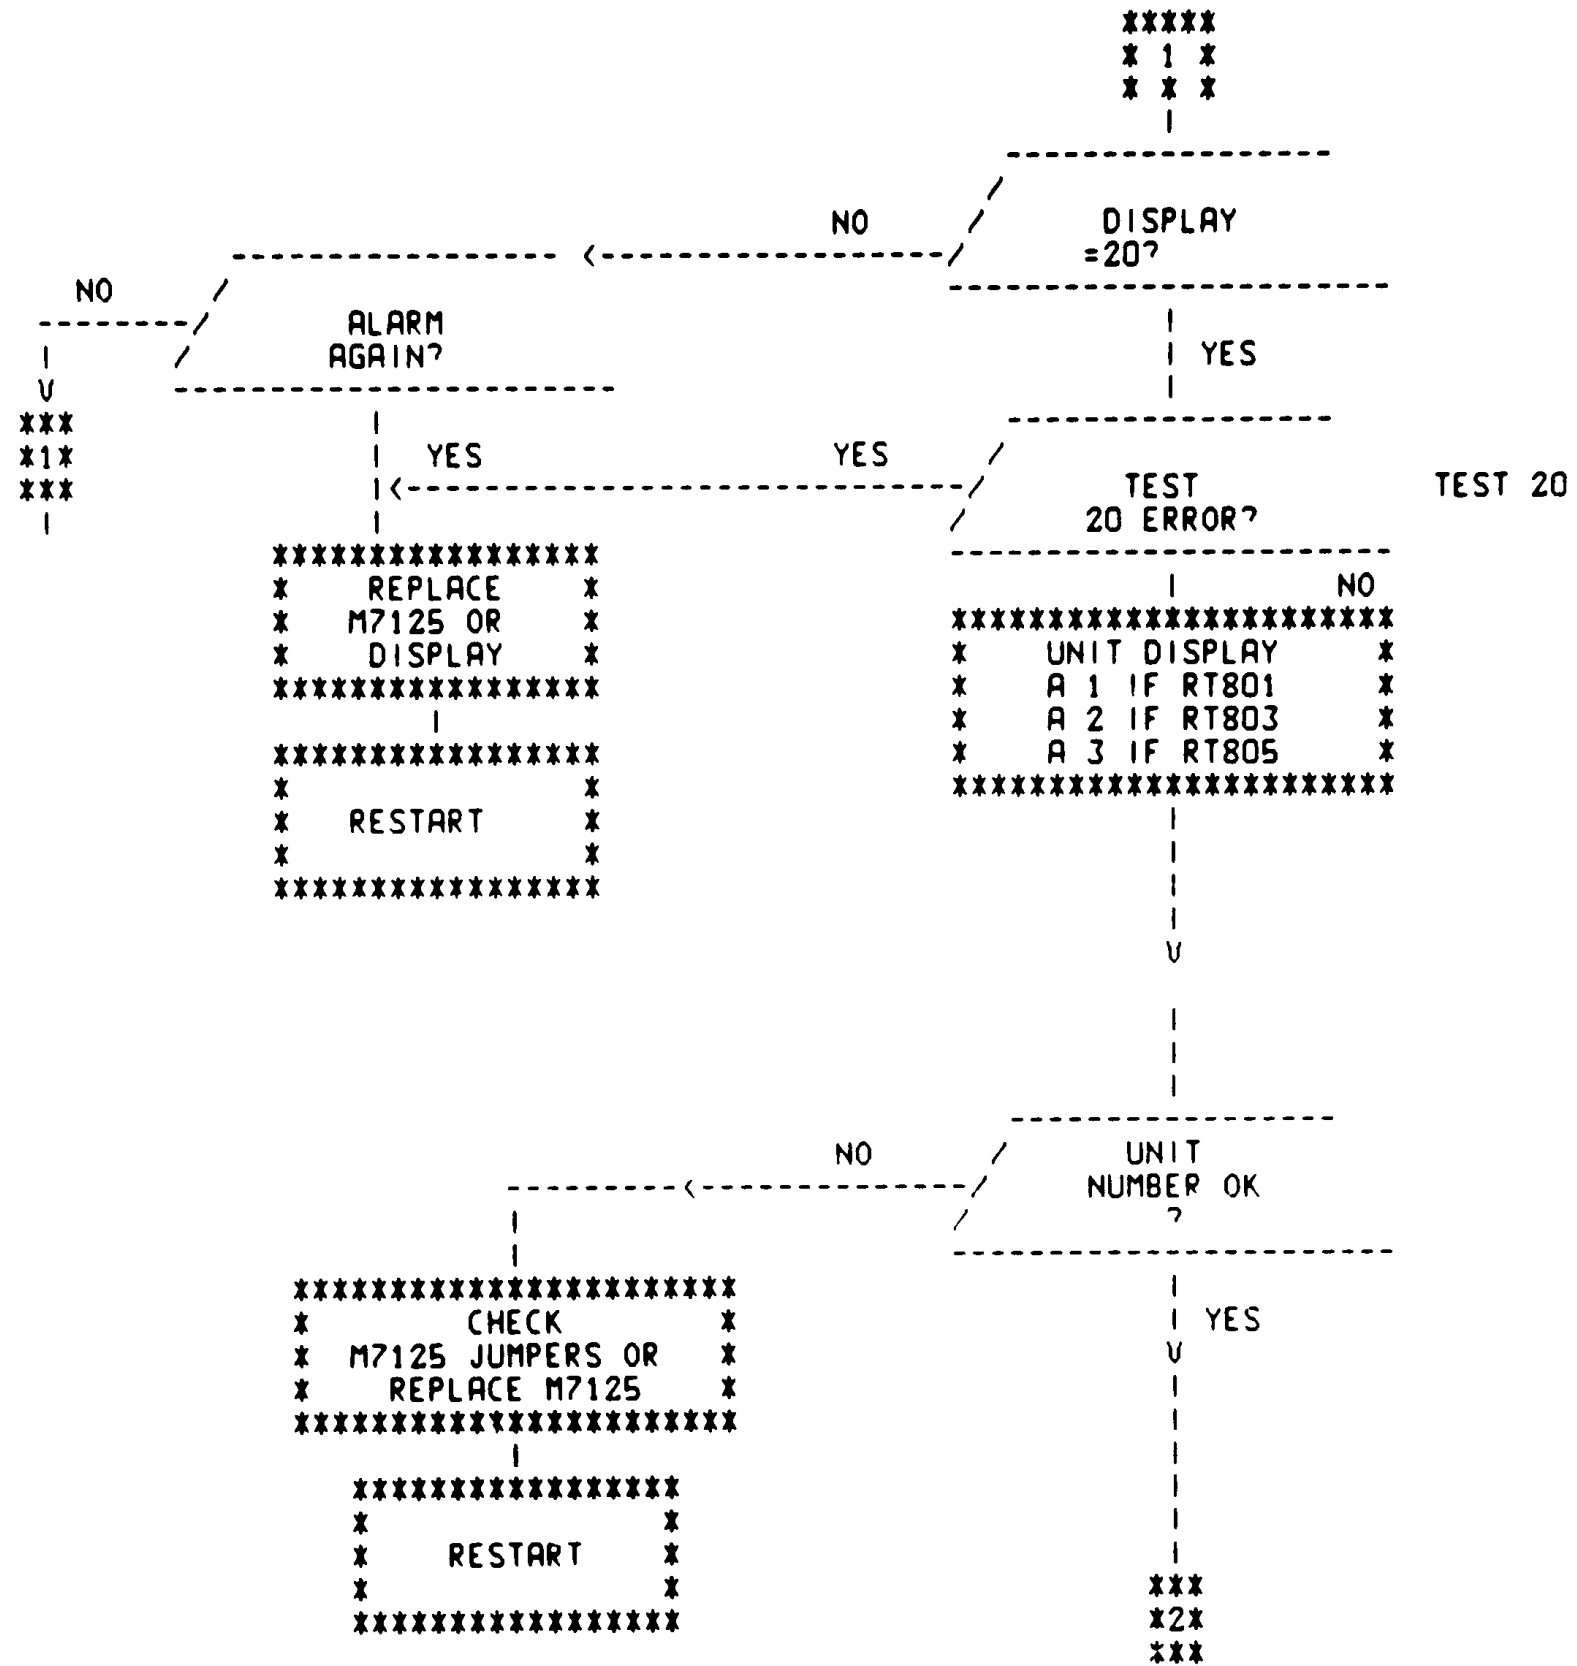 1
NO
DISPLAY
=20?
NO
ALARM
AGAIN?
YES
1
YES
YES
TEST
20 ERROR?
TEST 20
NO
REPLACE
M7125 OR
DISPLAY
UNIT DISPLAY
A 1 IF RT801
A 2 IF RT803
A 3 IF RT805
RESTART
NO
UNIT
NUMBER OK
?
YES
CHECK
M7125 JUMPERS OR
REPLACE M7125
RESTART
2